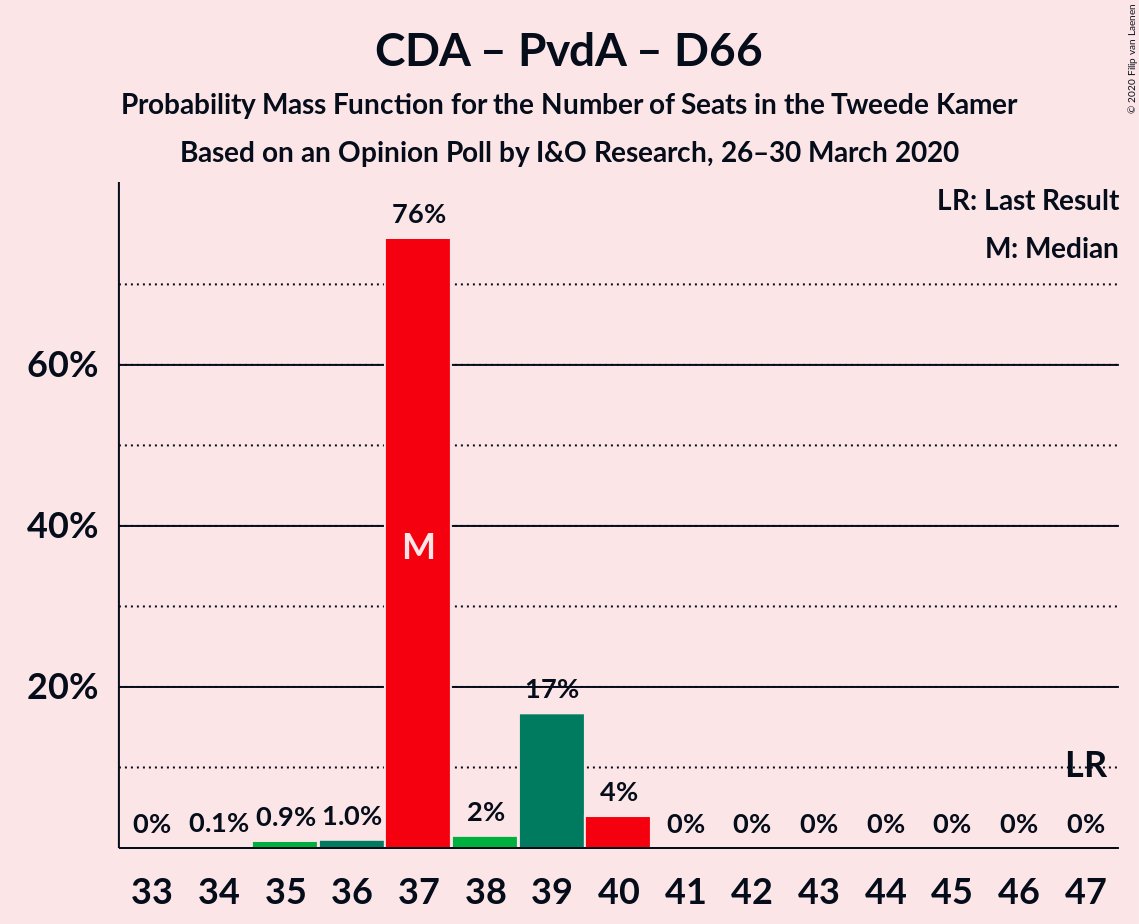 CDA – PvdA – D66
Probability Mass Function for the Number of Seats in the Tweede Kamer
Based on an Opinion Poll by I&O Research, 26–30 March 2020
© 2020 Filip van Laenen
LR: Last Result
M: Median
76%
60%
40%
M
20%
17%
LR
0% 0.1% 0.9% 1.0% 2% 4% 0% 0% 0% 0% 0% 0% 0%
33 34 35 36 37 38 39 40 41 42 43 44 45 46 47